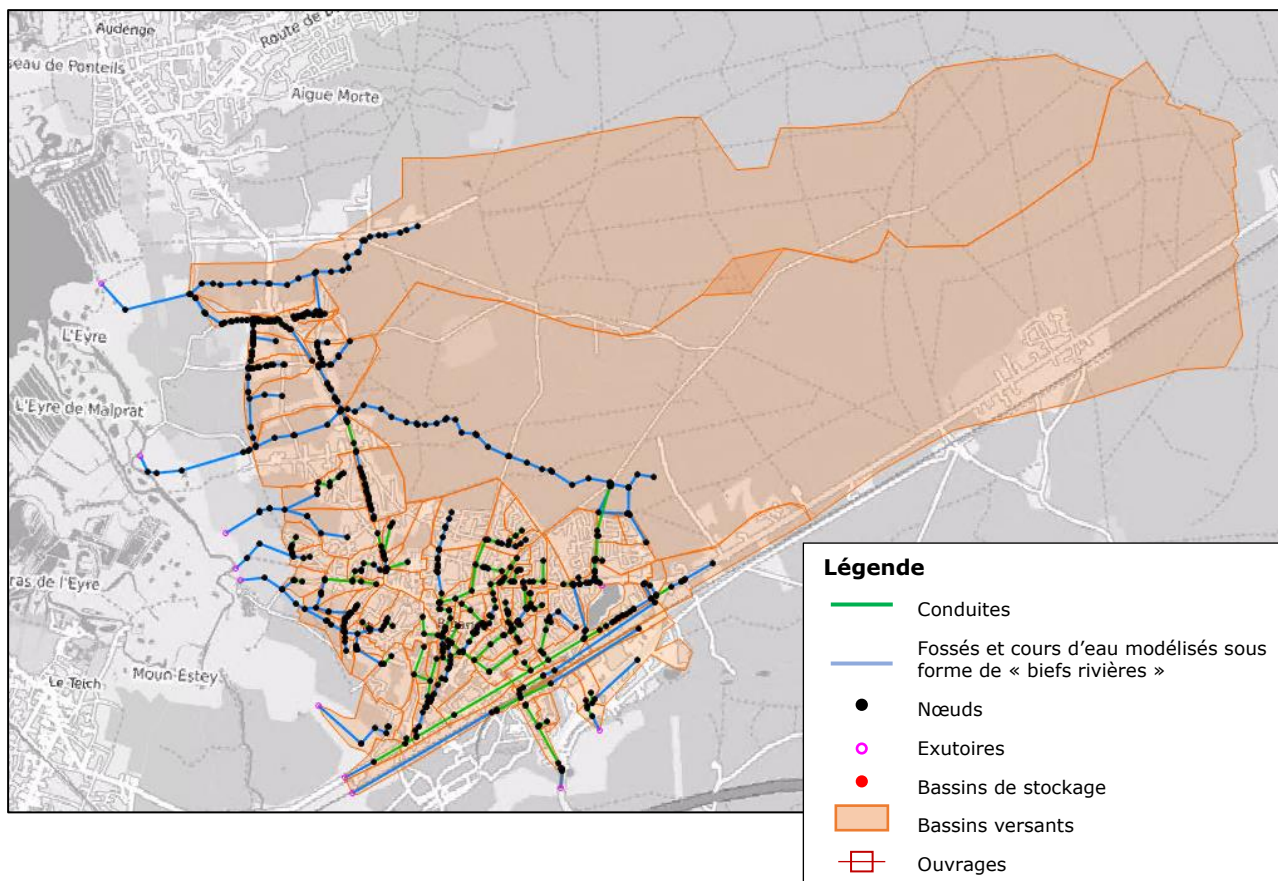 Audenge
Route de B
seau de Ponteils
Aigue Morte
L'Eyre
L'Eyre de Malprat
ras de l'Eyre
Moun Estey
Le Teich
Légende
Conduites
Fossés et cours d'eau modélisés sous
forme de « biefs rivières »
Nœuds
Exutoires
Bassins de stockage
Bassins versants
Ouvrages